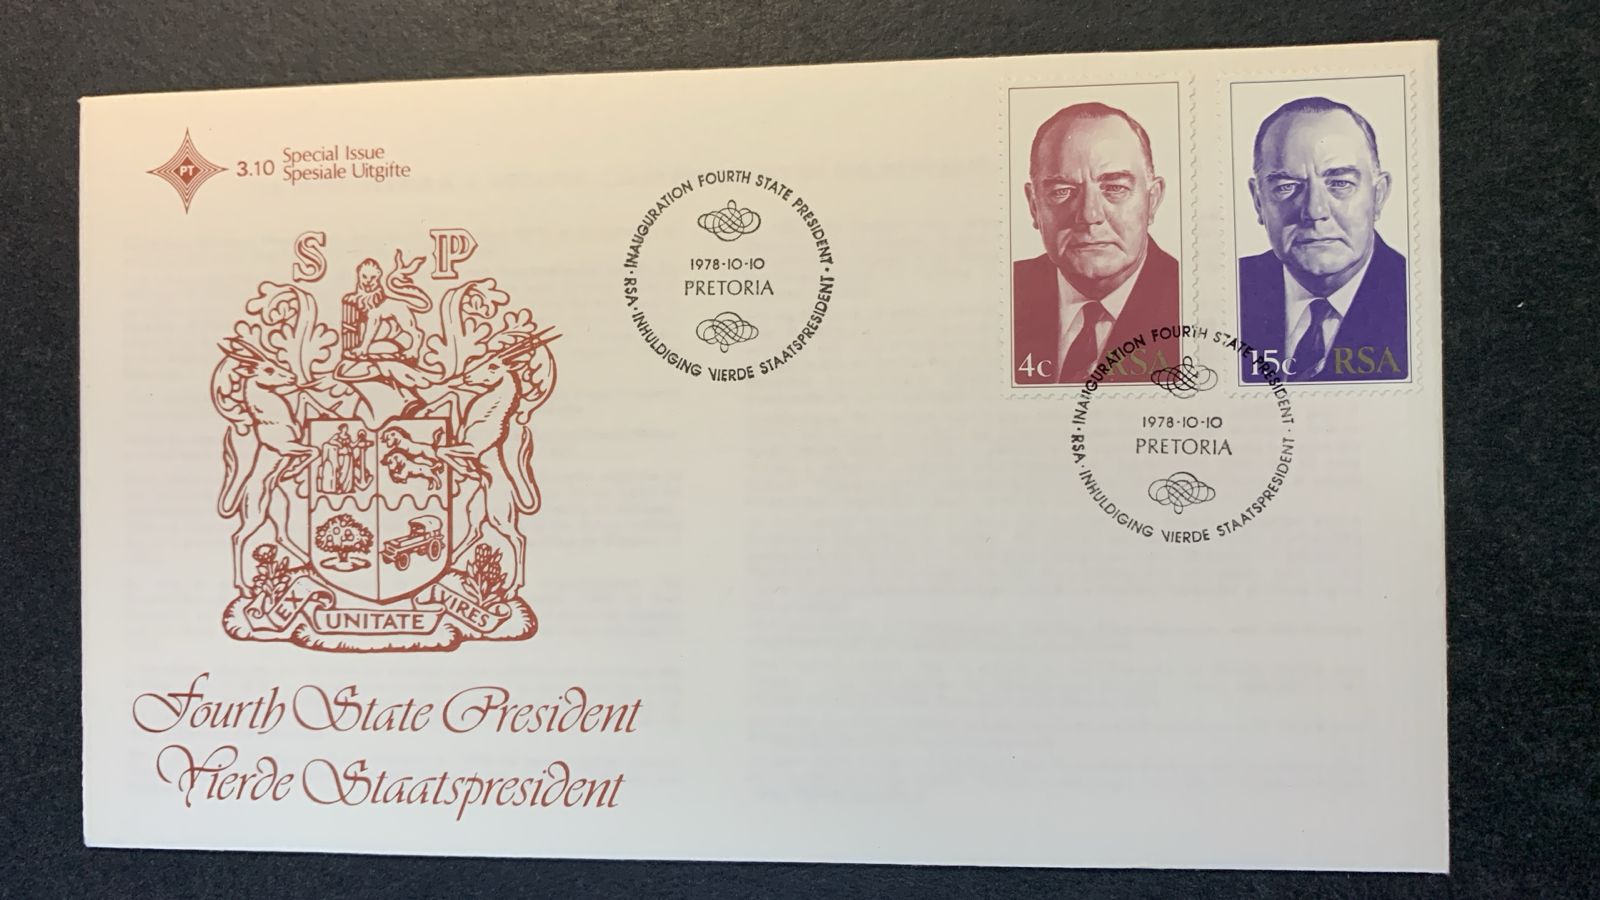 PT
3.10
Special Issue
Spesiale Uitgifte
S P
EX UNITATE VIRES
Fourth State President
Vierde Staatspresident
· INAUGURATION FOURTH STATE PRESIDENT ·
1978-10-10
PRETORIA
RSA · INHULDIGING VIERDE STAATSPRESIDENT ·
4c RSA
15c RSA
· INAUGURATION FOURTH STATE PRESIDENT ·
1978-10-10
PRETORIA
RSA · INHULDIGING VIERDE STAATSPRESIDENT ·